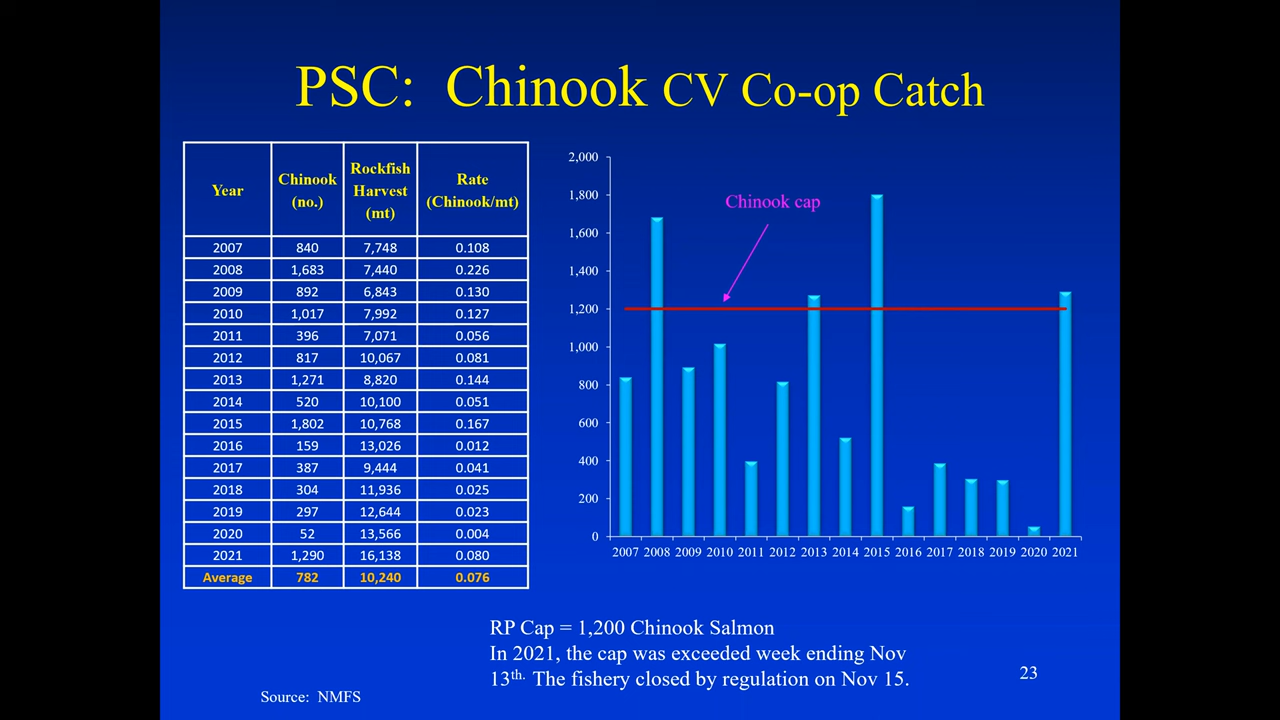 PSC: Chinook CV Co-op Catch
Year Chinook (no.) Rockfish Harvest (mt) Rate (Chinook/mt)
2007 840 7,748 0.108
2008 1,683 7,440 0.226
2009 892 6,843 0.130
2010 1,017 7,992 0.127
2011 396 7,071 0.056
2012 817 10,067 0.081
2013 1,271 8,820 0.144
2014 520 10,100 0.051
2015 1,802 10,768 0.167
2016 159 13,026 0.012
2017 387 9,444 0.041
2018 304 11,936 0.025
2019 297 12,644 0.023
2020 52 13,566 0.004
2021 1,290 16,138 0.080
Average 782 10,240 0.076
2,000
1,800
1,600
1,400
1,200
1,000
800
600
400
200
0
Chinook cap
2007 2008 2009 2010 2011 2012 2013 2014 2015 2016 2017 2018 2019 2020 2021
RP Cap = 1,200 Chinook Salmon
In 2021, the cap was exceeded week ending Nov
13th. The fishery closed by regulation on Nov 15.
23
Source: NMFS